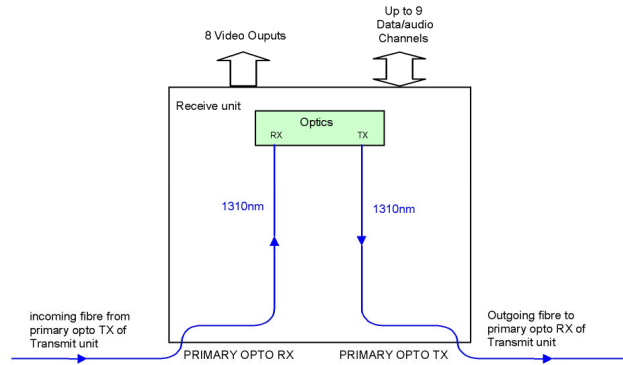 8 Video Ouputs
Up to 9
Data/audio
Channels
Receive unit
Optics
RX
TX
1310nm
1310nm
incoming fibre from
primary opto TX of
Transmit unit
Outgoing fibre to
primary opto RX of
Transmit unit
PRIMARY OPTO RX
PRIMARY OPTO TX